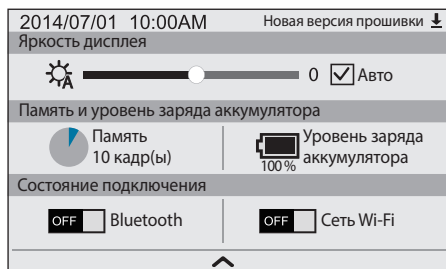 2014/07/01 10:00AM Новая версия прошивки
Яркость дисплея
A 0 Авто
Память и уровень заряда аккумулятора
Память
10 кадр(ы)
Уровень заряда
аккумулятора
100%
Состояние подключения
OFF Bluetooth OFF Сеть Wi-Fi